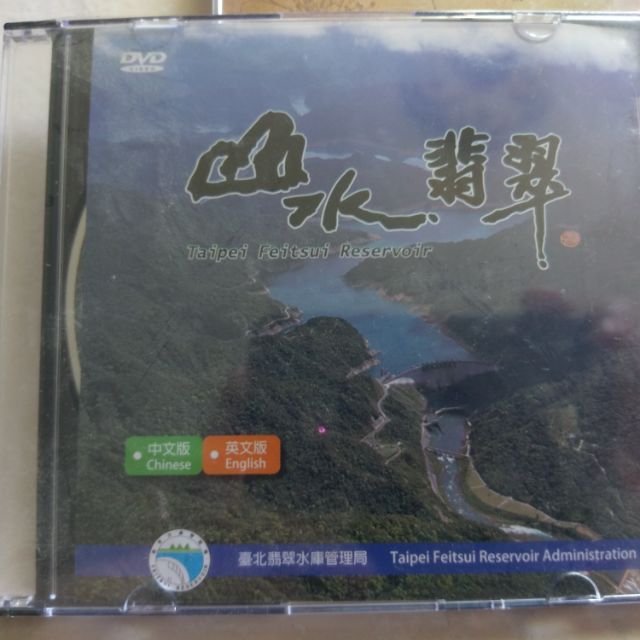 DVD
VIDEO
山水.翡翠
Taipei Feitsui Reservoir
中文版
Chinese
英文版
English
臺北翡翠水庫管理局 Taipei Feitsui Reservoir Administration